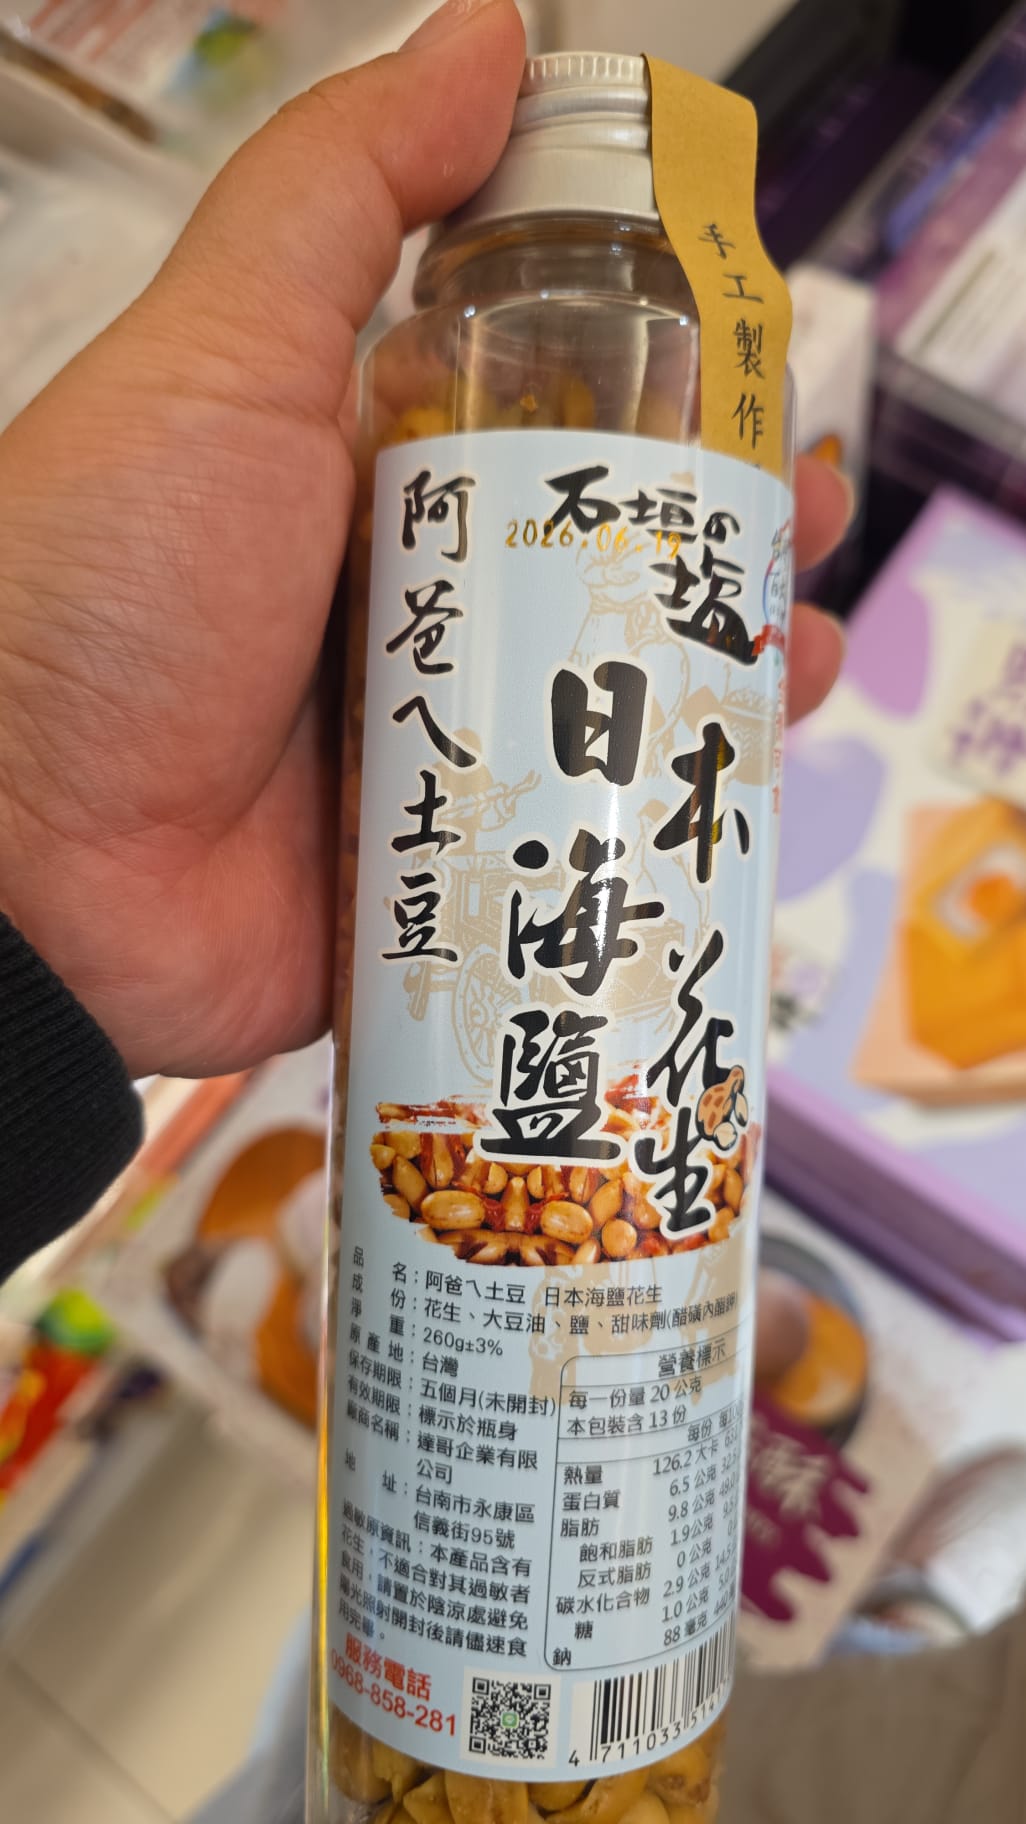 手工製作
石垣の
塩
2026.06.19
阿爸ㄟ土豆
日本
海鹽
花生
品名：阿爸ㄟ土豆 日本海鹽花生
成份：花生、大豆油、鹽、甜味劑(醋磺內酯鉀)
淨重：260g±3%
原產地：台灣
保存期限：五個月(未開封)
有效期限：標示於瓶身
廠商名稱：達哥企業有限
公司
地址：台南市永康區
信義街95號
過敏原資訊：本產品含有
花生，不適合對其過敏者
食用，請置於陰涼處避免
陽光照射開封後請儘速食
用完畢。
服務電話
0968-858-281
營養標示
每一份量 20 公克
本包裝含 13 份
每份
熱量 126.2 大卡
蛋白質 6.5 公克
脂肪 9.8 公克
飽和脂肪 1.9公克
反式脂肪 0 公克
碳水化合物 2.9 公克
糖 1.0 公克
鈉 88 毫克
4 711033